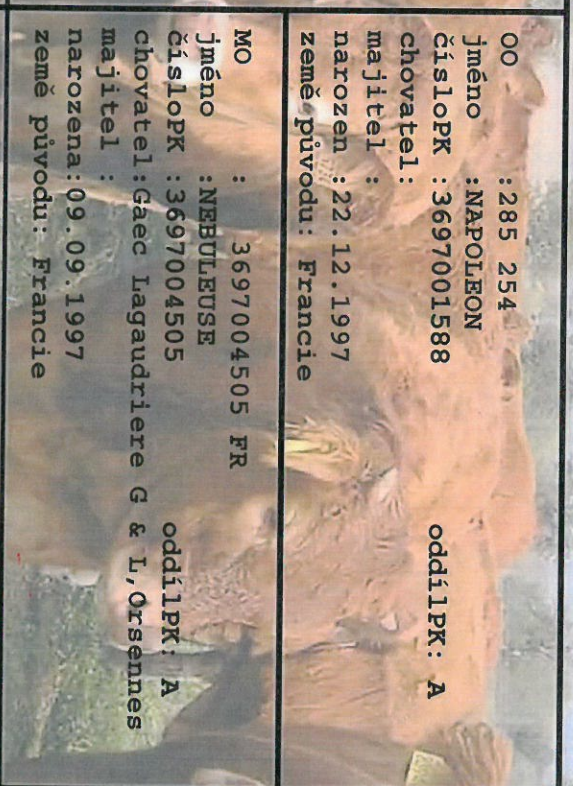 OO :285 254
jméno :NAPOLEON
čísloPK :3697001588 oddílPK: A
chovatel:
majitel :
narozen :22.12.1997
země původu: Francie
MO : 3697004505 FR
jméno :NEBULEUSE
čísloPK :3697004505 oddílPK: A
chovatel:Gaec Lagaudriere G & L,Orsennes
majitel :
narozena:09.09.1997
země původu: Francie